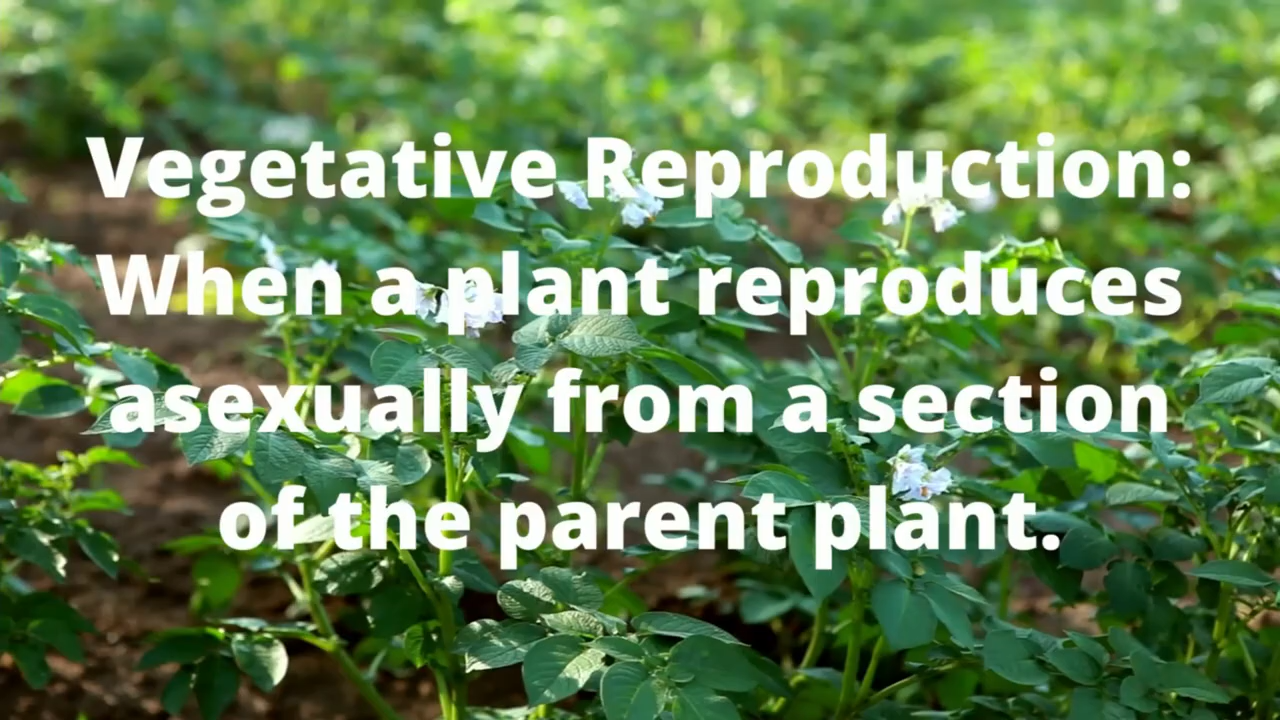 Vegetative Reproduction:
When a plant reproduces
asexually from a section
of the parent plant.